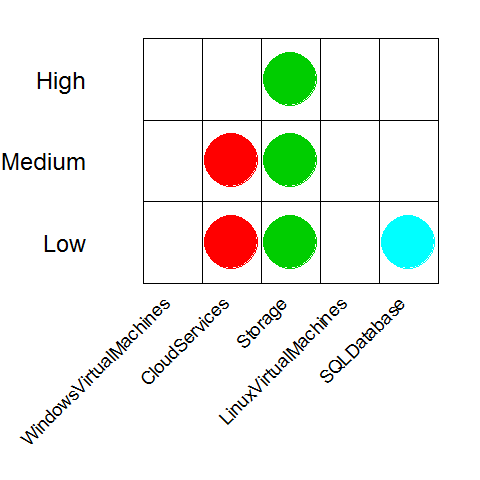 High
Medium
Low
WindowsVirtualMachines
CloudServices
Storage
LinuxVirtualMachines
SQLDatabase